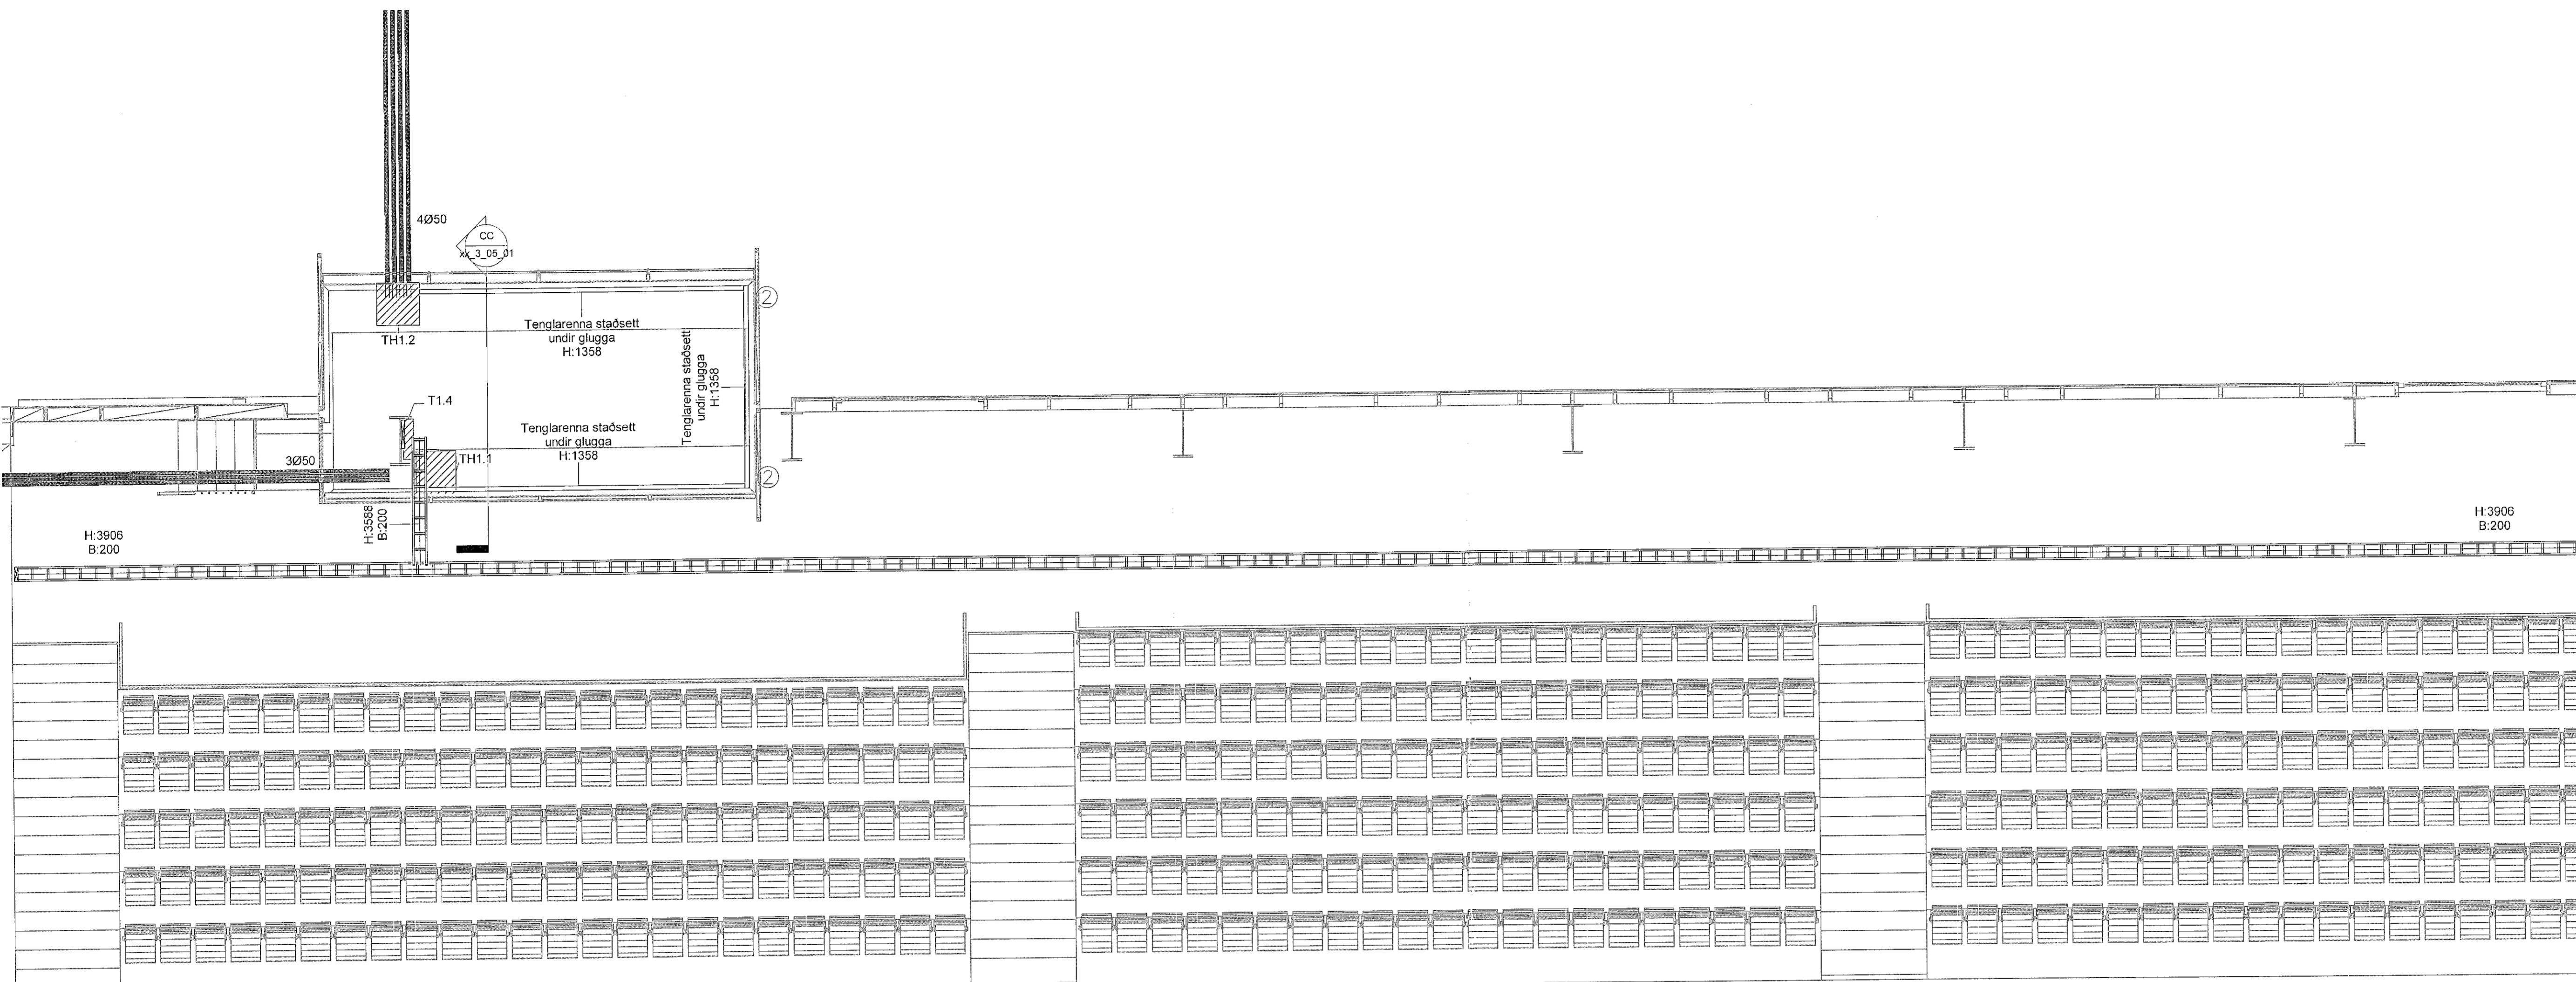 4Ø50
CC
xx_3_05_01
2
Tenglarenna staðsett
undir glugga
H:1358
TH1.2
Tenglarenna staðsett
undir glugga
H:1358
T1.4
Tenglarenna staðsett
undir glugga
H:1358
TH1.1
3Ø50
2
H:3588
B:200
H:3906
B:200
H:3906
B:200